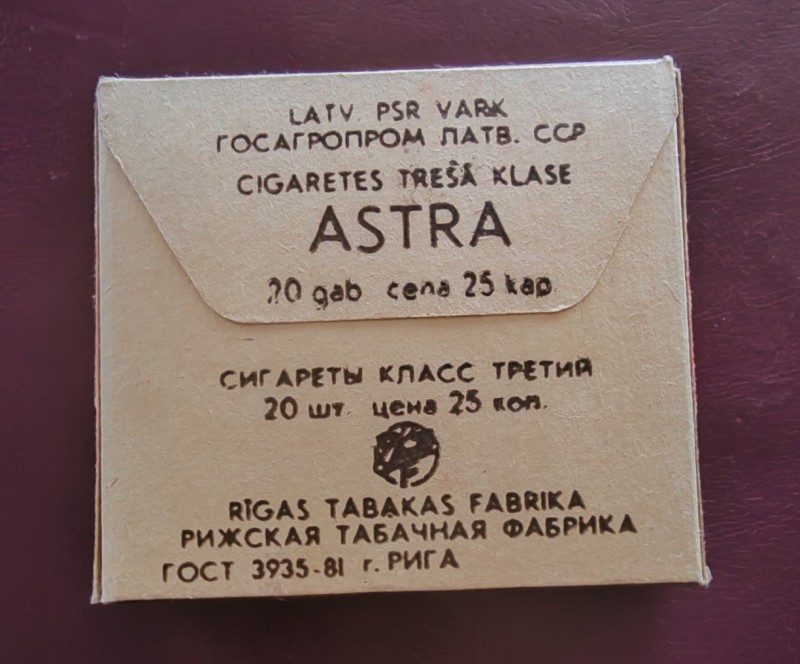 LATV. PSR VARK
ГОСАГРОПРОМ ЛАТВ. ССР
CIGARETES TREŠĀ KLASE
ASTRA
20 gab cena 25 kap
СИГАРЕТЫ КЛАСС ТРЕТИЙ
20 шт. цена 25 коп.
RĪGAS TABAKAS FABRIKA
РИЖСКАЯ ТАБАЧНАЯ ФАБРИКА
ГОСТ 3935-81 г. РИГА